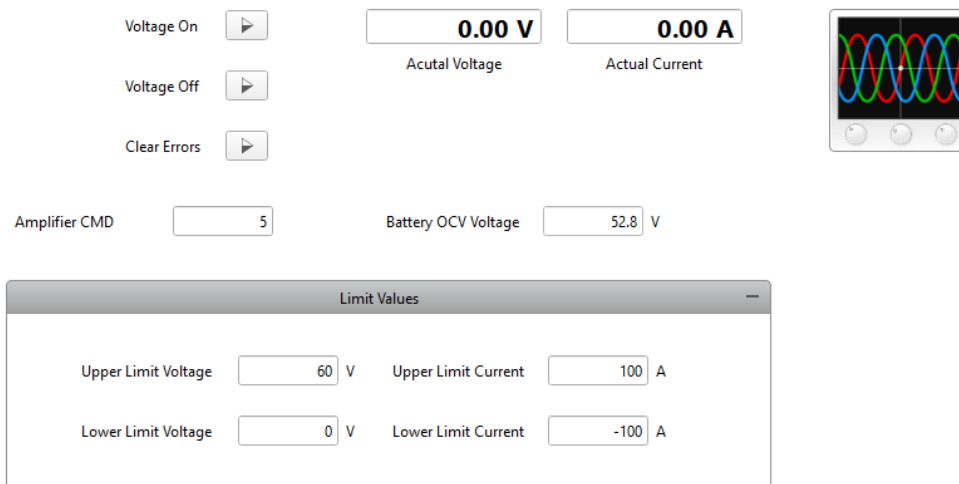 Voltage On
0.00 V
0.00 A
Acutal Voltage
Actual Current
Voltage Off
Clear Errors
Amplifier CMD 5
Battery OCV Voltage 52.8 V
Limit Values
Upper Limit Voltage 60 V
Upper Limit Current 100 A
Lower Limit Voltage 0 V
Lower Limit Current -100 A